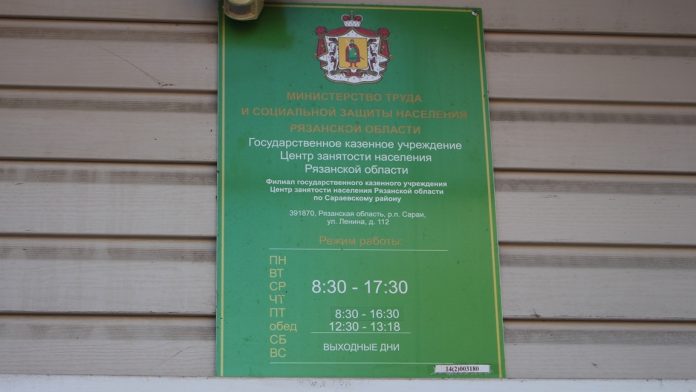 МИНИСТЕРСТВО ТРУДА
И СОЦИАЛЬНОЙ ЗАЩИТЫ НАСЕЛЕНИЯ
РЯЗАНСКОЙ ОБЛАСТИ
Государственное казенное учреждение
Центр занятости населения
Рязанской области
Филиал государственного казенного учреждения
Центр занятости населения Рязанской области
по Сараевскому району
391870, Рязанская область, р.п. Сараи,
ул. Ленина, д. 112
Режим работы:
ПН
ВТ
СР 8:30 - 17:30
ЧТ
ПТ 8:30 - 16:30
обед 12:30 - 13:18
СБ ВЫХОДНЫЕ ДНИ
ВС
14(2)003180